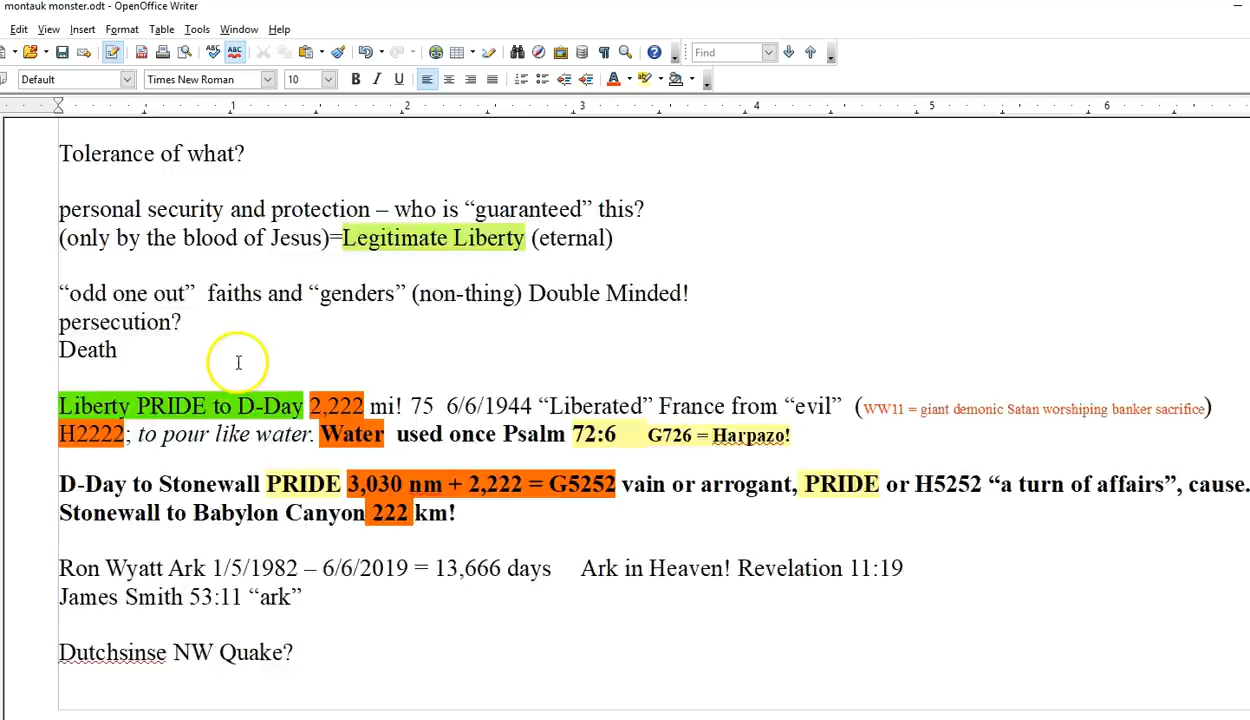 montauk monster.odt - OpenOffice Writer
Edit View Insert Format Table Tools Window Help
Find
Default Times New Roman 10 B I U
1 2 3 4 5 6
Tolerance of what?
personal security and protection – who is “guaranteed” this?
(only by the blood of Jesus)=Legitimate Liberty (eternal)
“odd one out”  faiths and “genders” (non-thing) Double Minded!
persecution?
Death
Liberty PRIDE to D-Day 2,222 mi! 75  6/6/1944 “Liberated” France from “evil”  (WW11 = giant demonic Satan worshiping banker sacrifice)
H2222; to pour like water. Water  used once Psalm 72:6    G726 = Harpazo!
D-Day to Stonewall PRIDE 3,030 nm + 2,222 = G5252 vain or arrogant, PRIDE or H5252 “a turn of affairs”, cause.
Stonewall to Babylon Canyon 222 km!
Ron Wyatt Ark 1/5/1982 – 6/6/2019 = 13,666 days    Ark in Heaven! Revelation 11:19
James Smith 53:11 “ark”
Dutchsinse NW Quake?